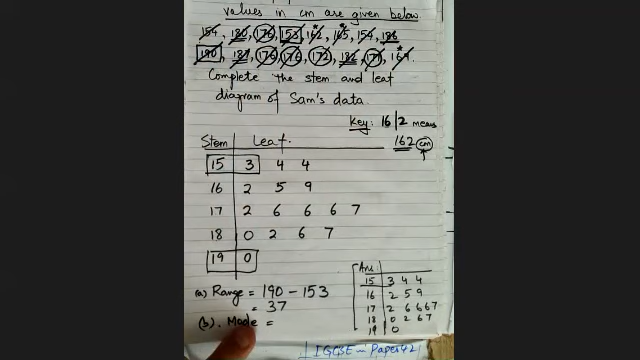 values in cm are given below
154, 180, 176, 153, 162, 165, 154, 186
190, 187, 176, 176, 172, 182, 177, 169
Complete the stem and leaf
diagram of Sam's data.
Key: 16|2 means
162 cm
Stem Leaf
15 3 4 4
16 2 5 9
17 2 6 6 6 7
18 0 2 6 7
19 0
(a) Range = 190 - 153
= 37
(b). Mode =
Ans
15 3 4 4
16 2 5 9
17 2 6 6 6 7
18 0 2 6 7
19 0
IGCSE - Paper 42